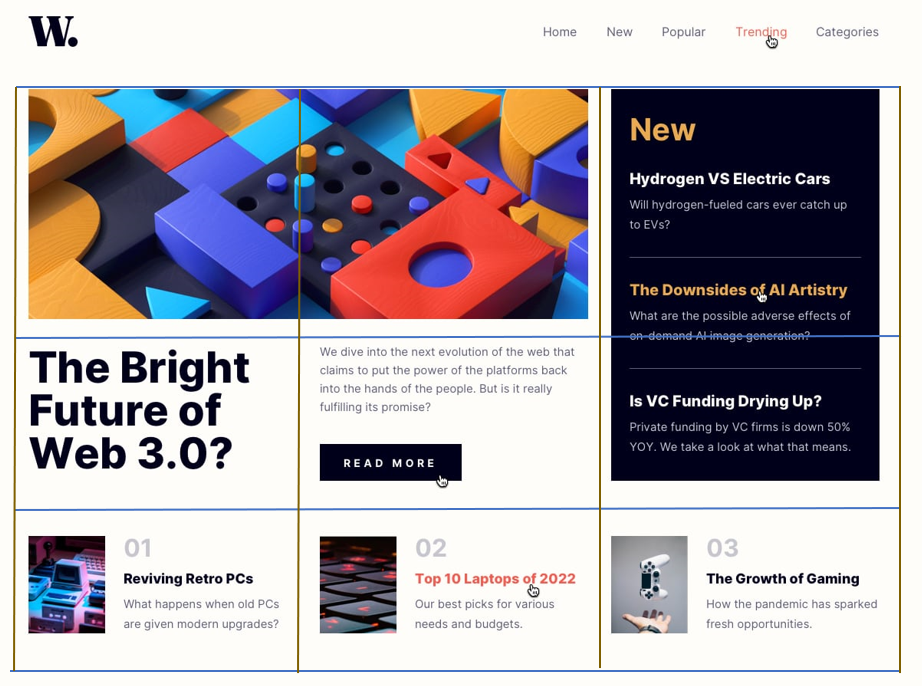 W.
Home New Popular Trending Categories
New
Hydrogen VS Electric Cars
Will hydrogen-fueled cars ever catch up
to EVs?
The Downsides of AI Artistry
What are the possible adverse effects of
on-demand AI image generation?
Is VC Funding Drying Up?
Private funding by VC firms is down 50%
YOY. We take a look at what that means.
The Bright
Future of
Web 3.0?
We dive into the next evolution of the web that
claims to put the power of the platforms back
into the hands of the people. But is it really
fulfilling its promise?
READ MORE
01
Reviving Retro PCs
What happens when old PCs
are given modern upgrades?
02
Top 10 Laptops of 2022
Our best picks for various
needs and budgets.
03
The Growth of Gaming
How the pandemic has sparked
fresh opportunities.